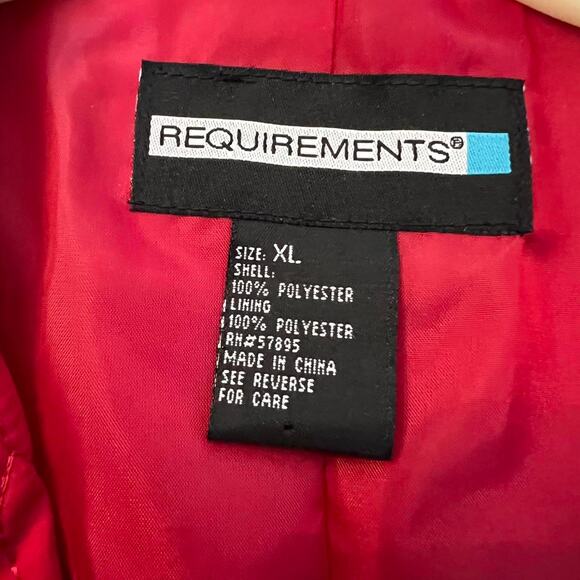 REQUIREMENTS®
SIZE: XL
SHELL:
100% POLYESTER
LINING
100% POLYESTER
RN#57895
MADE IN CHINA
SEE REVERSE
FOR CARE